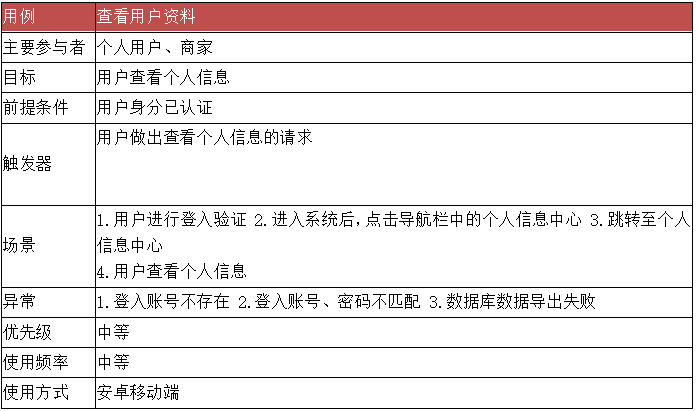 用例 查看用户资料
主要参与者 个人用户、商家
目标 用户查看个人信息
前提条件 用户身分已认证
触发器 用户做出查看个人信息的请求
场景 1.用户进行登入验证 2.进入系统后，点击导航栏中的个人信息中心 3.跳转至个人
信息中心
4.用户查看个人信息
异常 1.登入账号不存在 2.登入账号、密码不匹配 3.数据库数据导出失败
优先级 中等
使用频率 中等
使用方式 安卓移动端